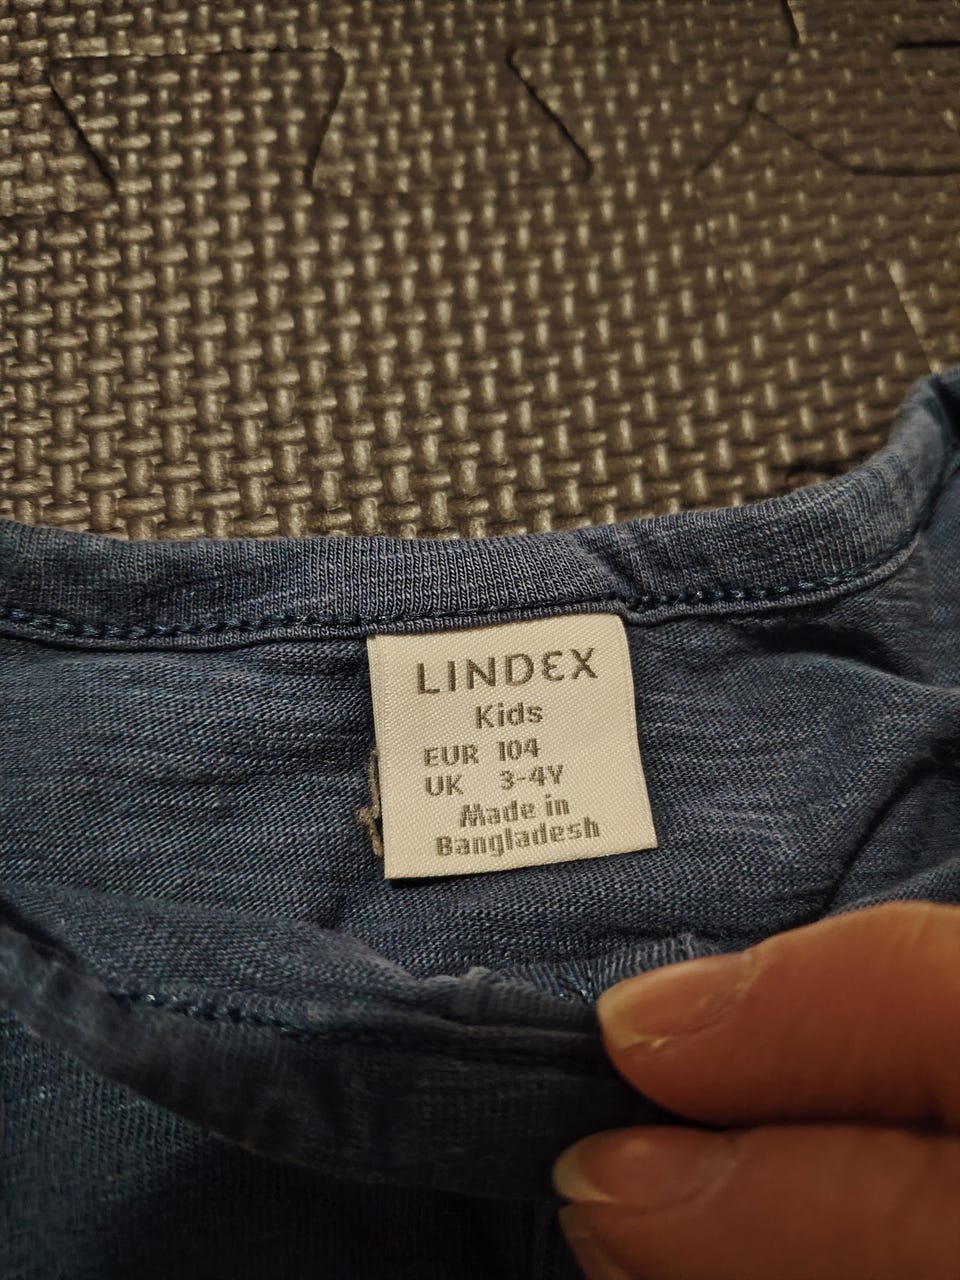 LINDEX
Kids
EUR 104
UK 3-4Y
Made in
Bangladesh